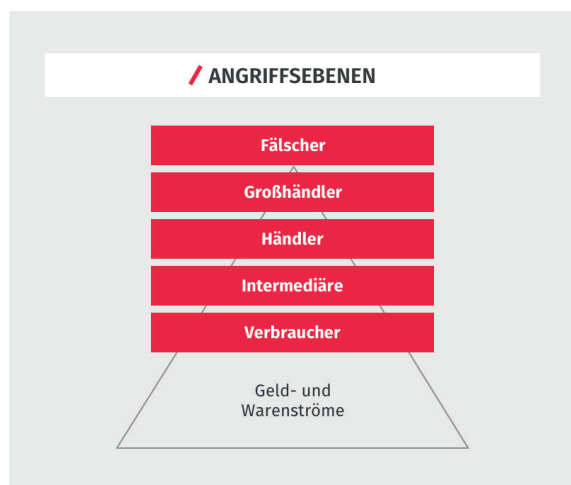 ANGRIFFSEBENEN
Fälscher
Großhändler
Händler
Intermediäre
Verbraucher
Geld- und
Warenströme